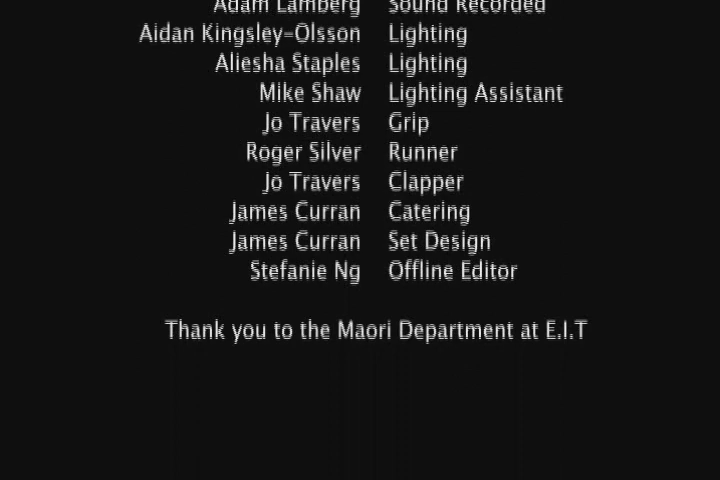 Adam Lamberg Sound Recorded
Aidan Kingsley-Olsson Lighting
Aliesha Staples Lighting
Mike Shaw Lighting Assistant
Jo Travers Grip
Roger Silver Runner
Jo Travers Clapper
James Curran Catering
James Curran Set Design
Stefanie Ng Offline Editor
Thank you to the Maori Department at E.I.T